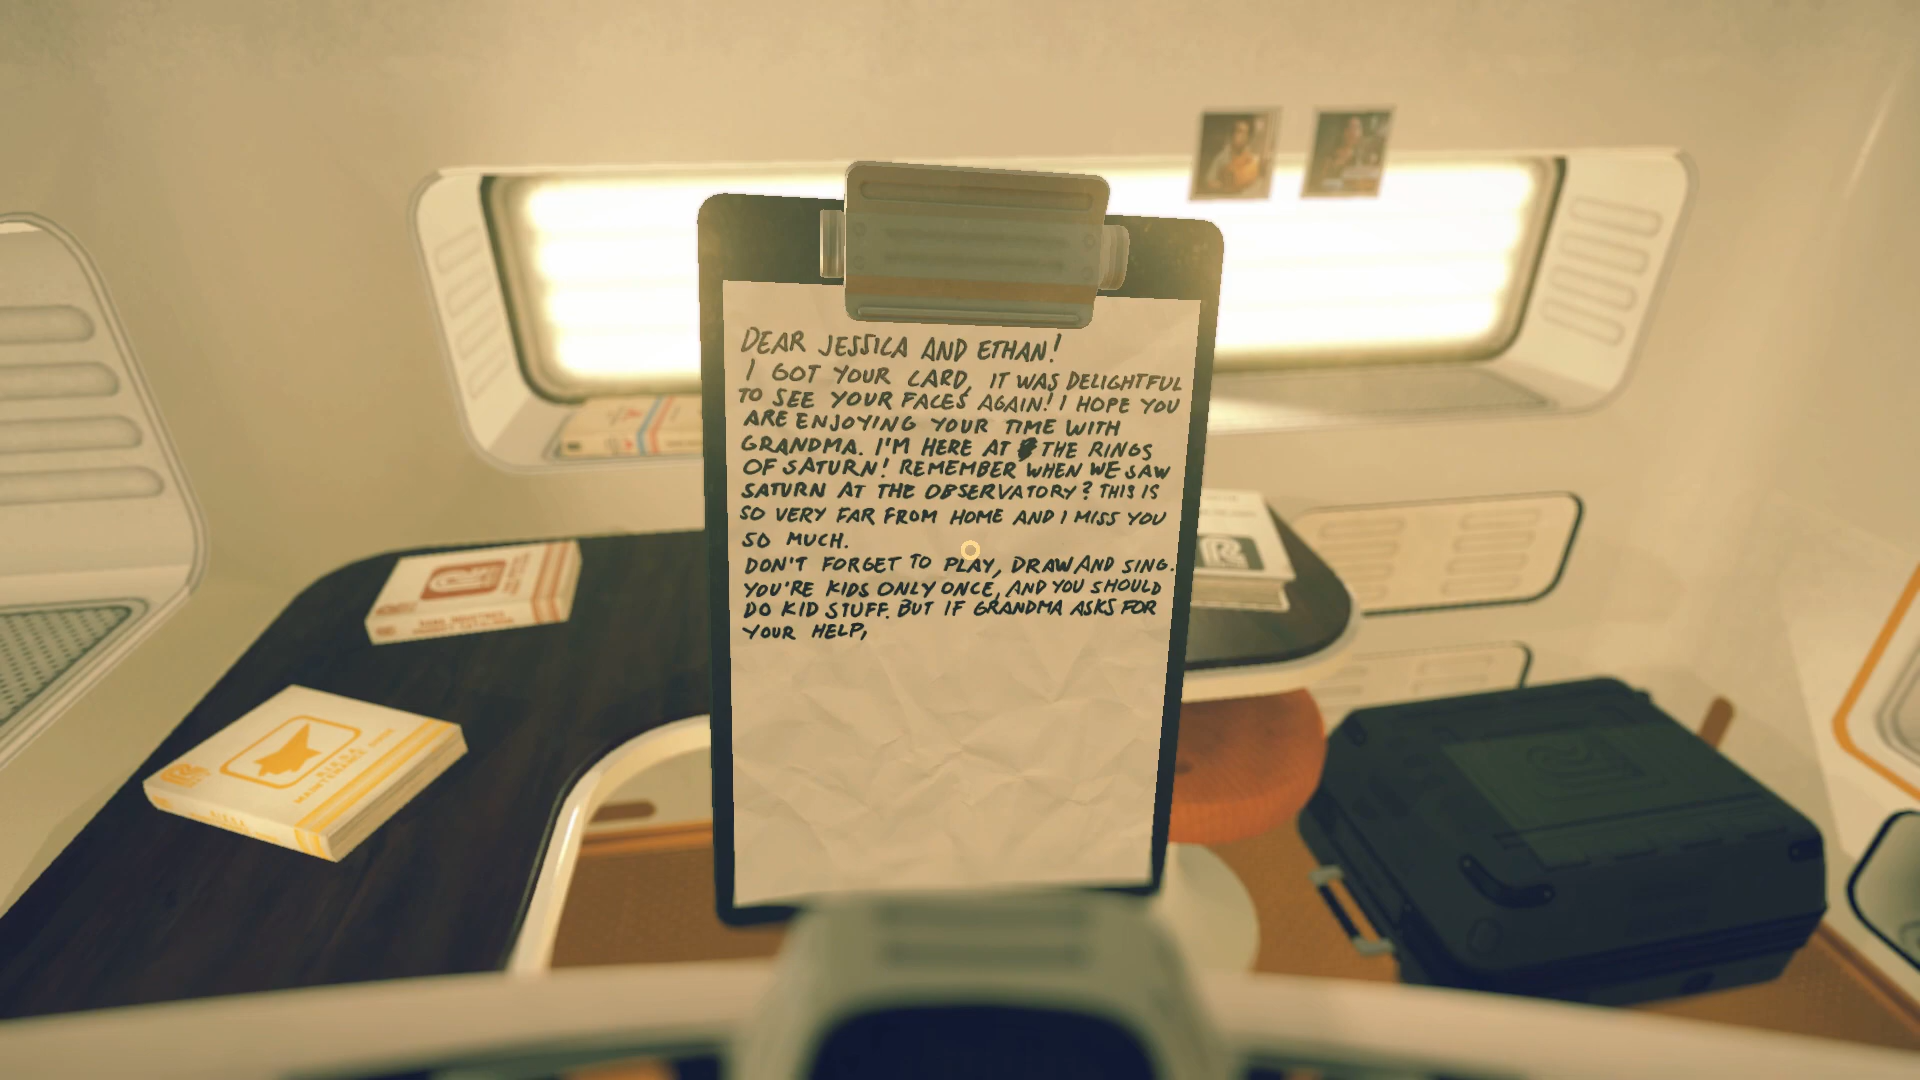 DEAR JESSICA AND ETHAN!
I GOT YOUR CARD, IT WAS DELIGHTFUL
TO SEE YOUR FACES AGAIN! I HOPE YOU
ARE ENJOYING YOUR TIME WITH
GRANDMA. I'M HERE AT THE RINGS
OF SATURN! REMEMBER WHEN WE SAW
SATURN AT THE OBSERVATORY? THIS IS
SO VERY FAR FROM HOME AND I MISS YOU
SO MUCH.
DON'T FORGET TO PLAY, DRAW AND SING.
YOU'RE KIDS ONLY ONCE, AND YOU SHOULD
DO KID STUFF. BUT IF GRANDMA ASKS FOR
YOUR HELP,